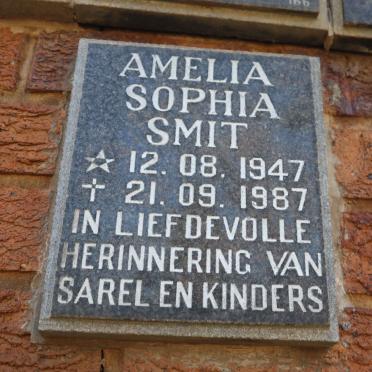 AMELIA
SOPHIA
SMIT
☆ 12. 08. 1947
✝ 21. 09. 1987
IN LIEFDEVOLLE
HERINNERING VAN
SAREL EN KINDERS